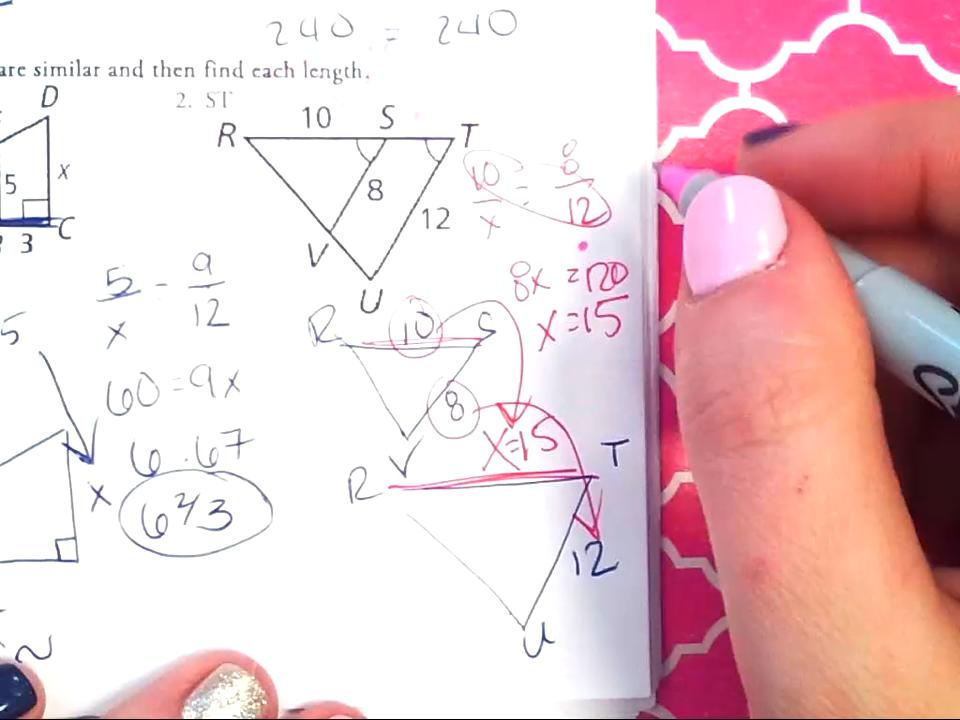 240 = 240
are similar and then find each length.
D
2. ST
R 10 S T
5 x
8
12
3 C
V
U
10/x = 8/12
8x = 120
x = 15
5/x = 9/12
60 = 9x
6.67
6 2/3
5
x
R 10 S
8
V
x = 15
R T
12
U